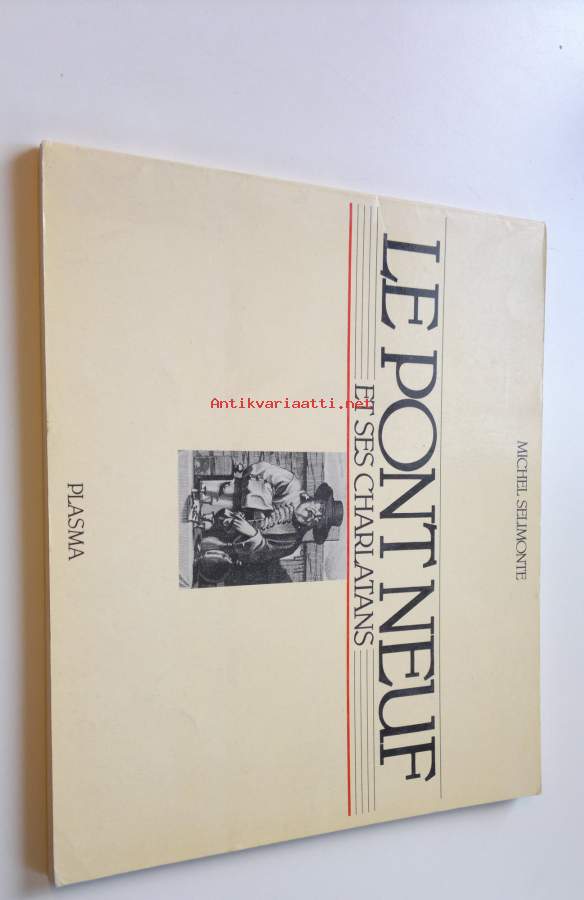 MICHEL SELIMONTE
LE PONT NEUF
ET SES CHARLATANS
PLASMA
Antikvariaatti.net